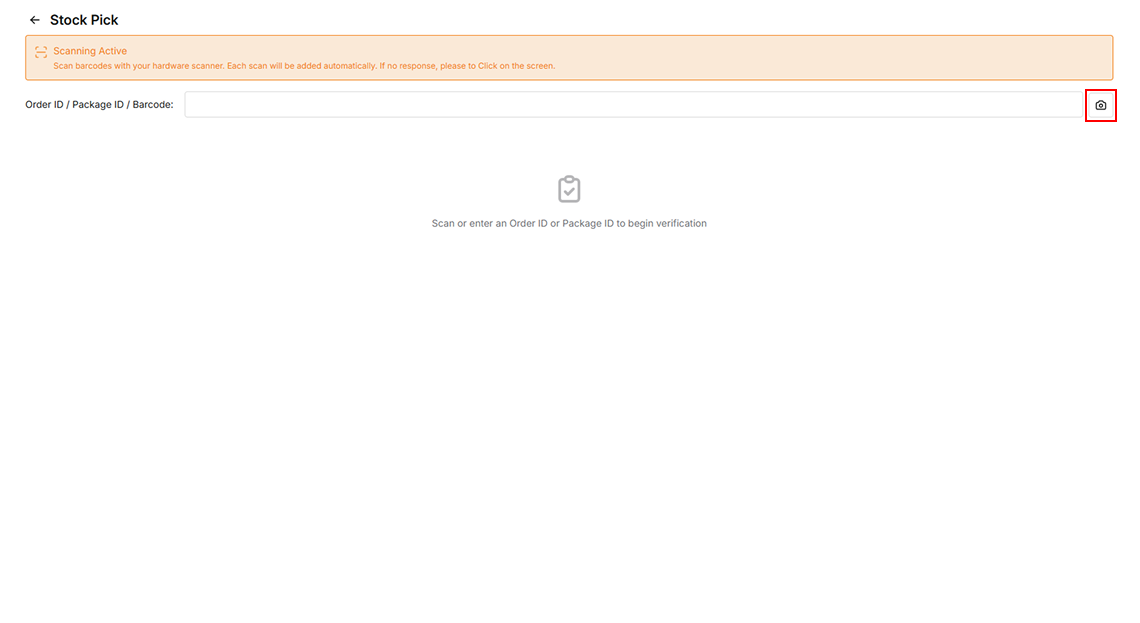 Stock Pick
Scanning Active
Scan barcodes with your hardware scanner. Each scan will be added automatically. If no response, please to Click on the screen.
Order ID / Package ID / Barcode:
Scan or enter an Order ID or Package ID to begin verification